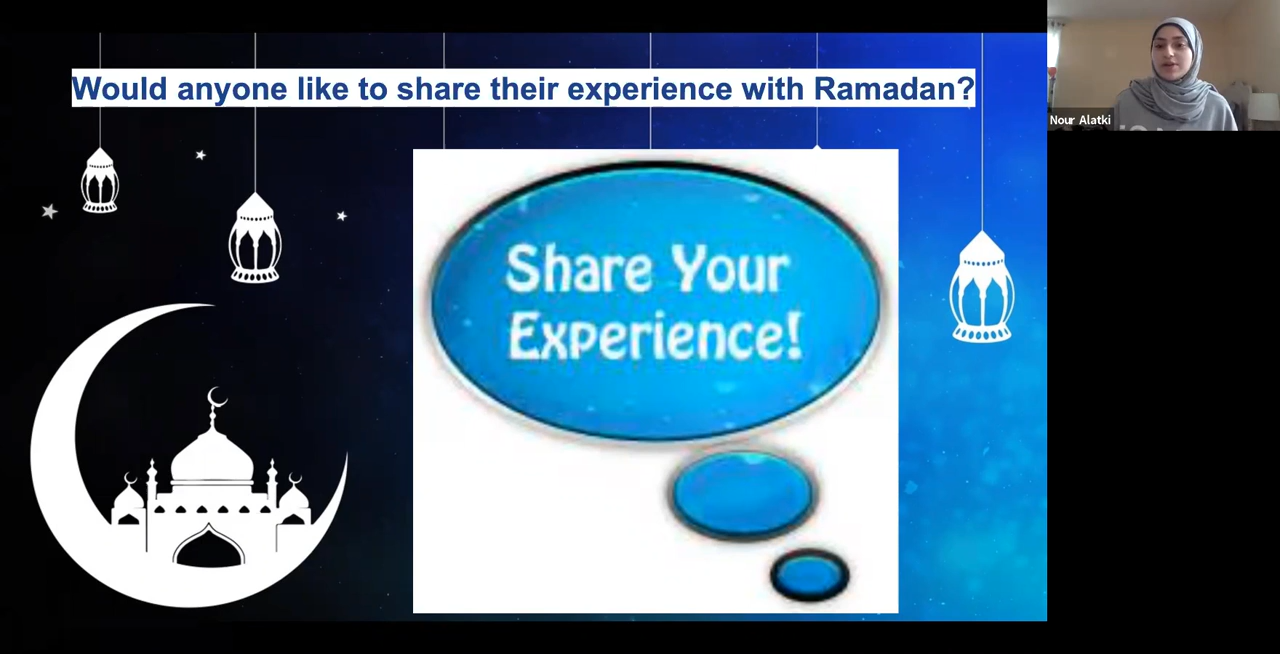 Would anyone like to share their experience with Ramadan?
Nour Alatki
Share Your
Experience!